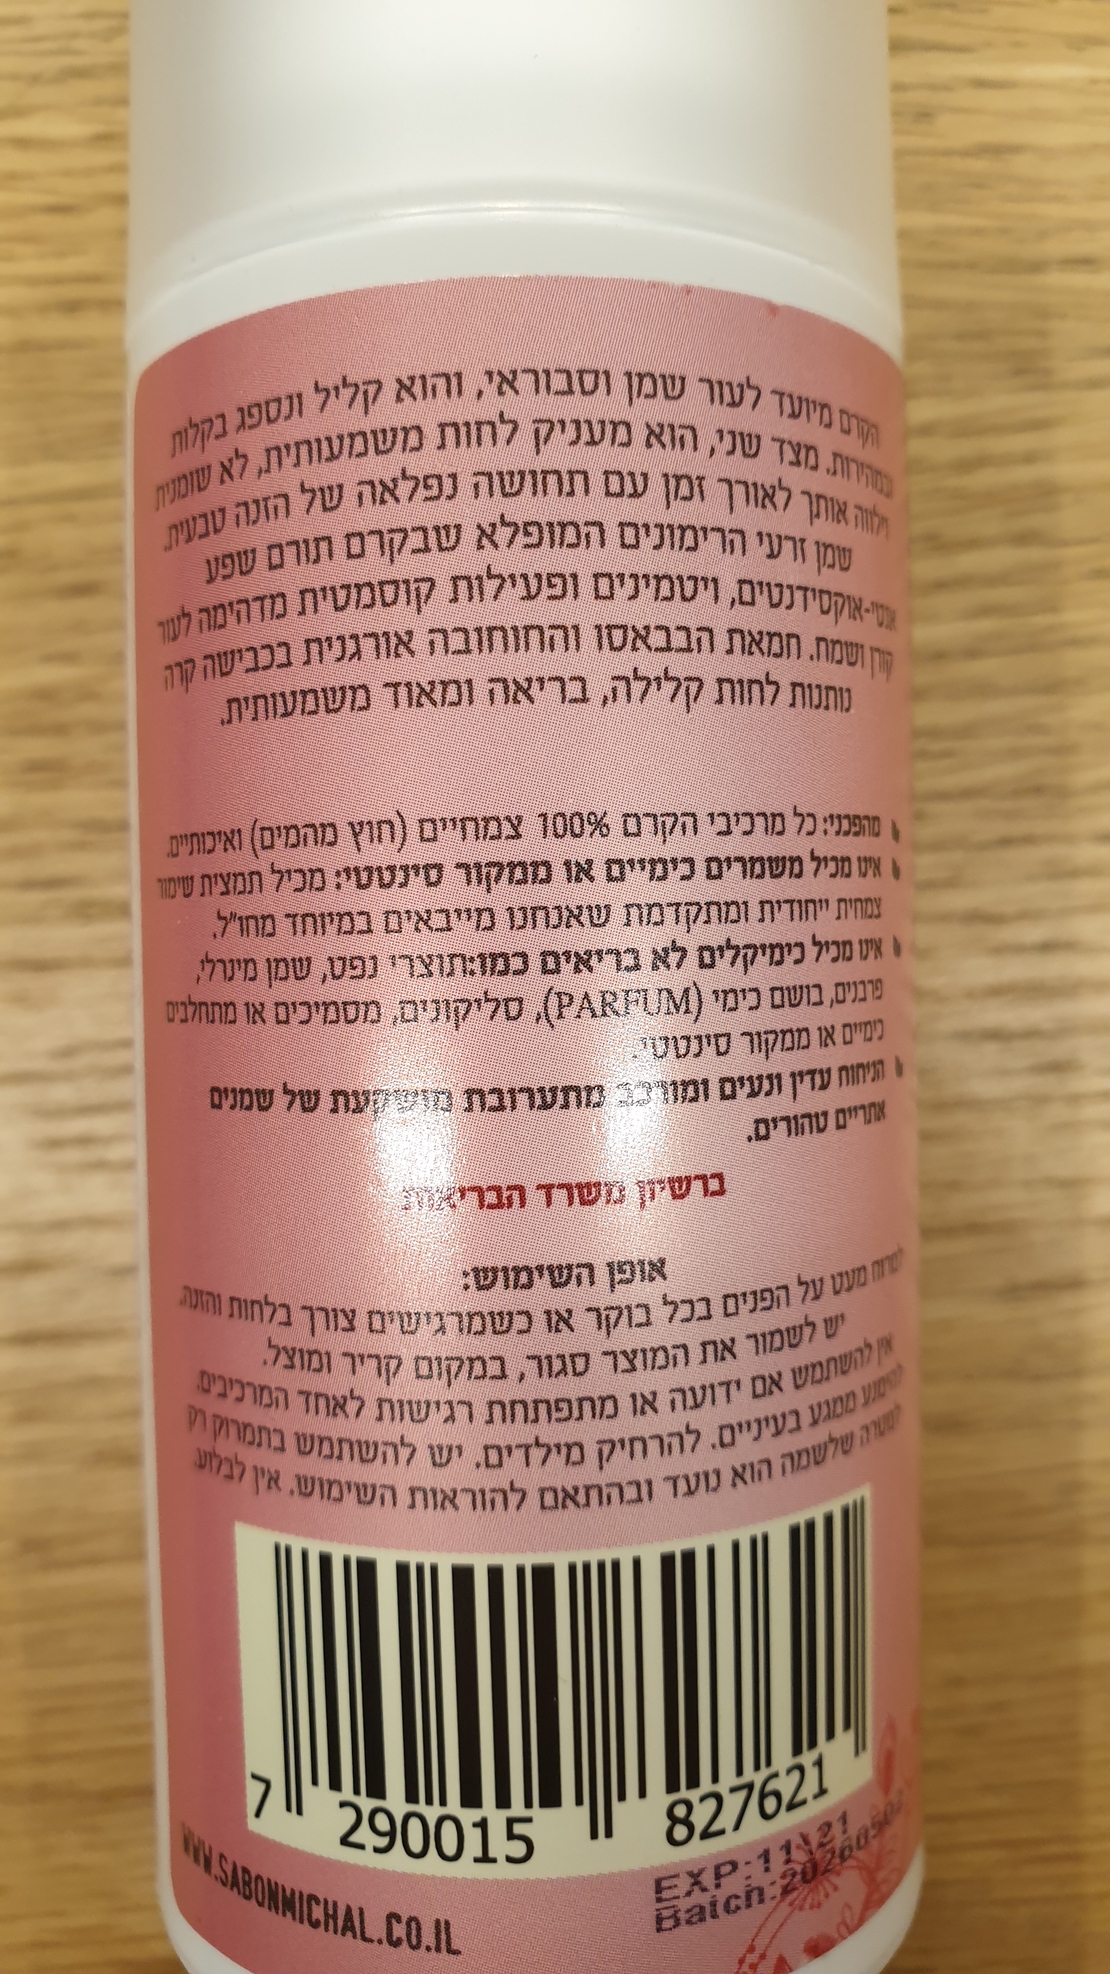 הקרם מיועד לעור שמן וסבוראי, והוא קליל ונספג בקלות
ובמהירות. מצד שני, הוא מעניק לחות משמעותית, לא שומנית
וילווה אותך לאורך זמן עם תחושה נפלאה של הזנה טבעית.
שמן זרעי הרימונים המופלא שבקרם תורם שפע
אנטי-אוקסידנטים, ויטמינים ופעילות קוסמטית מדהימה לעור
קורן ושמח. חמאת הבבאסו והחוחובה אורגנית בכבישה קרה
נותנות לחות קלילה, בריאה ומאוד משמעותית.
מהפכני: כל מרכיבי הקרם 100% צמחיים (חוץ מהמים) ואיכותיים.
אינו מכיל משמרים כימיים או ממקור סינטטי: מכיל תמצית שימור
צמחית ייחודית ומתקדמת שאנחנו מייבאים במיוחד מחו"ל.
אינו מכיל כימיקלים לא בריאים כמו:תוצרי נפט, שמן מינרלי,
פרבנים, בושם כימי (PARFUM), סליקונים, מסמיכים או מתחלבים
כימיים או ממקור סינטטי.
הניחוח עדין ונעים ומורכב מתערובת מושקעת של שמנים
אתריים טהורים.
ברשיון משרד הבריאות
אופן השימוש:
למרוח מעט על הפנים בכל בוקר או כשמרגישים צורך בלחות והזנה.
יש לשמור את המוצר סגור, במקום קריר ומוצל.
אין להשתמש אם ידועה או מתפתחת רגישות לאחד המרכיבים.
להימנע ממגע בעיניים. להרחיק מילדים. יש להשתמש בתמרוק רק
למטרה שלשמה הוא נועד ובהתאם להוראות השימוש. אין לבלוע.
7 290015 827621
WWW.SABONMICHAL.CO.IL
EXP:11\21
Batch: